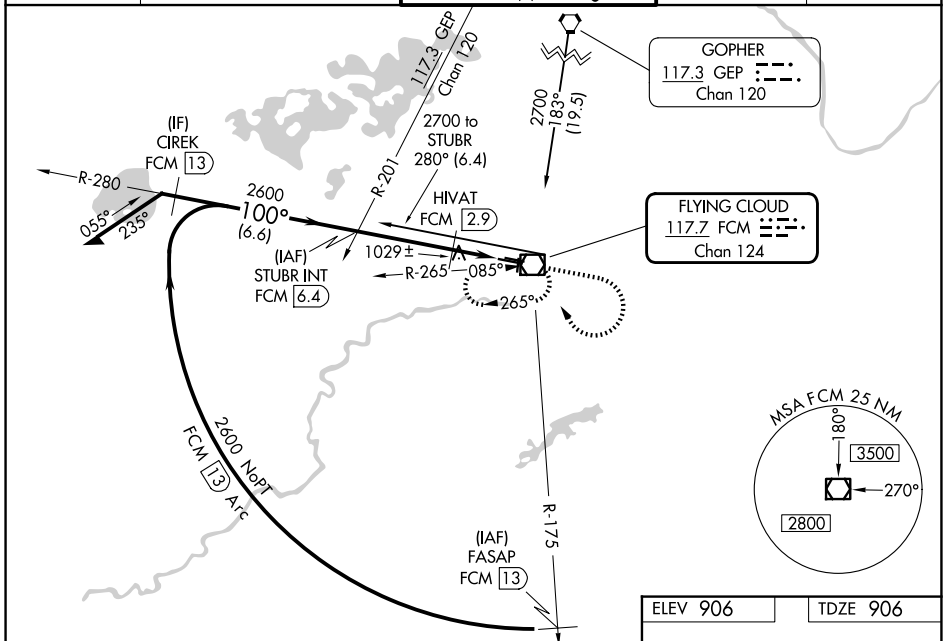 GOPHER
117.3 GEP
Chan 120
117.3 GEP
Chan 120
2700
183°
(19.5)
2700 to
STUBR
280° (6.4)
(IF)
CIREK
FCM 13
R-280
R-201
2600
100°
(6.6)
HIVAT
FCM 2.9
FLYING CLOUD
117.7 FCM
Chan 124
055°
235°
(IAF)
STUBR INT
FCM 6.4
1029 ±
R-265
085°
265°
2600 NoPT
FCM 13 Arc
R-175
(IAF)
FASAP
FCM 13
MSA FCM 25 NM
180°
3500
270°
2800
ELEV 906
TDZE 906